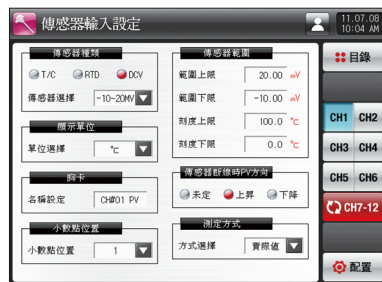 傳感器輸入設定
11.07.08
10:04 AM
傳感器種類
T/C RTD DCV
傳感器選擇 -10~20MV
顯示單位
單位選擇 ℃
胸卡
名稱設定 CH#01 PV
小數點位置
小數點位置 1
傳感器範圍
範圍上限 20.00 mV
範圍下限 -10.00 mV
刻度上限 100.0 ℃
刻度下限 0.0 ℃
傳感器斷線時PV方向
未定 上昇 下降
測定方式
方式選擇 實際値
目錄
CH1 CH2
CH3 CH4
CH5 CH6
CH7-12
配置